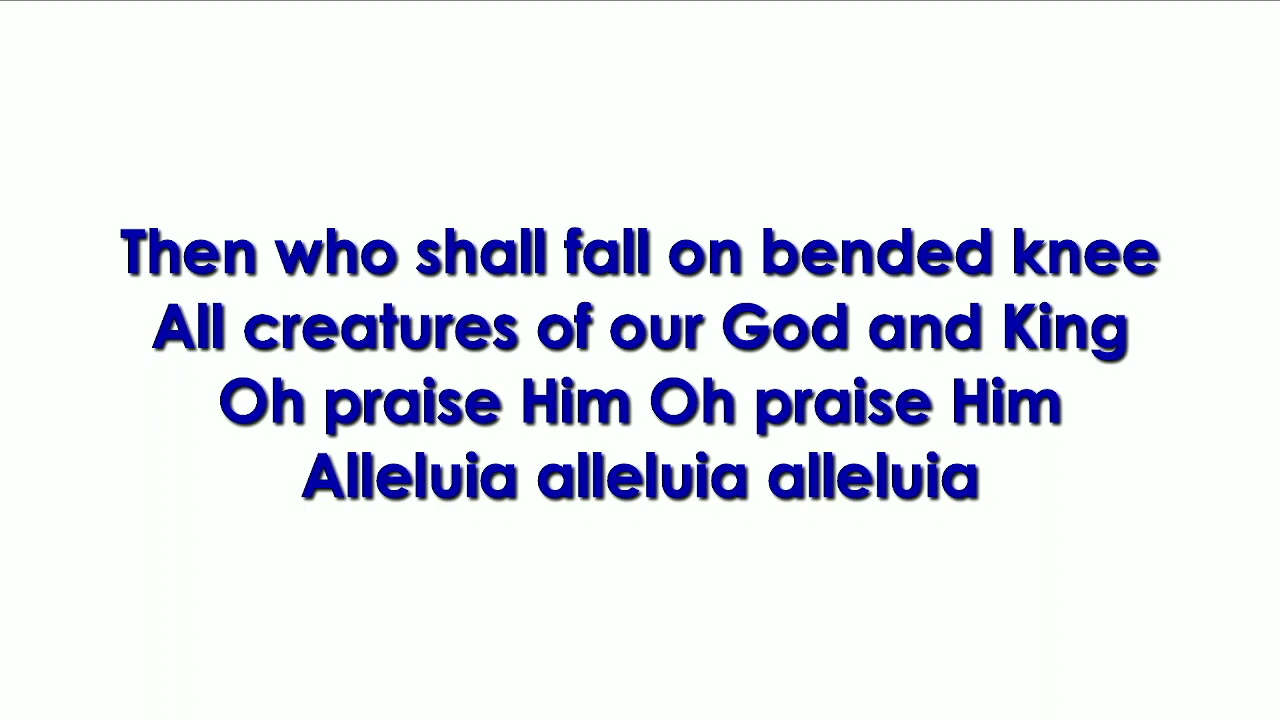 Then who shall fall on bended knee
All creatures of our God and King
Oh praise Him Oh praise Him
Alleluia alleluia alleluia